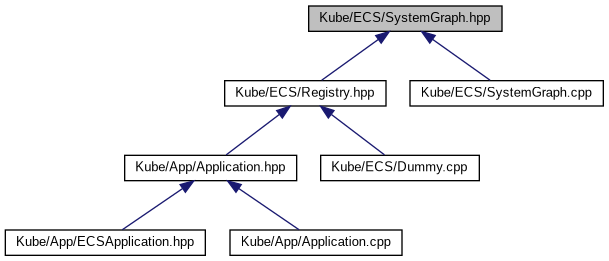 Kube/ECS/SystemGraph.hpp
Kube/ECS/Registry.hpp
Kube/ECS/SystemGraph.cpp
Kube/App/Application.hpp
Kube/ECS/Dummy.cpp
Kube/App/ECSApplication.hpp
Kube/App/Application.cpp